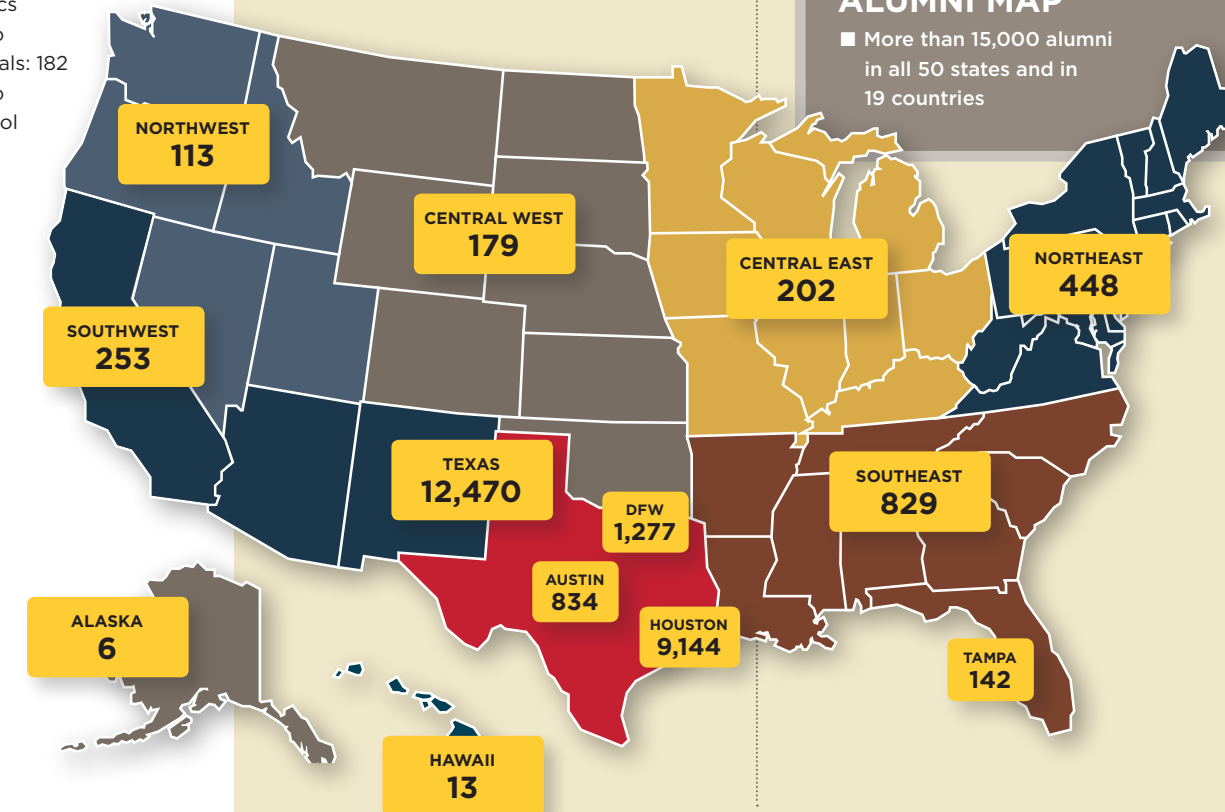 als: 182
ALUMNI MAP
■ More than 15,000 alumni
in all 50 states and in
19 countries
NORTHWEST
113
CENTRAL WEST
179
CENTRAL EAST
202
NORTHEAST
448
SOUTHWEST
253
TEXAS
12,470
DFW
1,277
AUSTIN
834
HOUSTON
9,144
SOUTHEAST
829
TAMPA
142
ALASKA
6
HAWAII
13